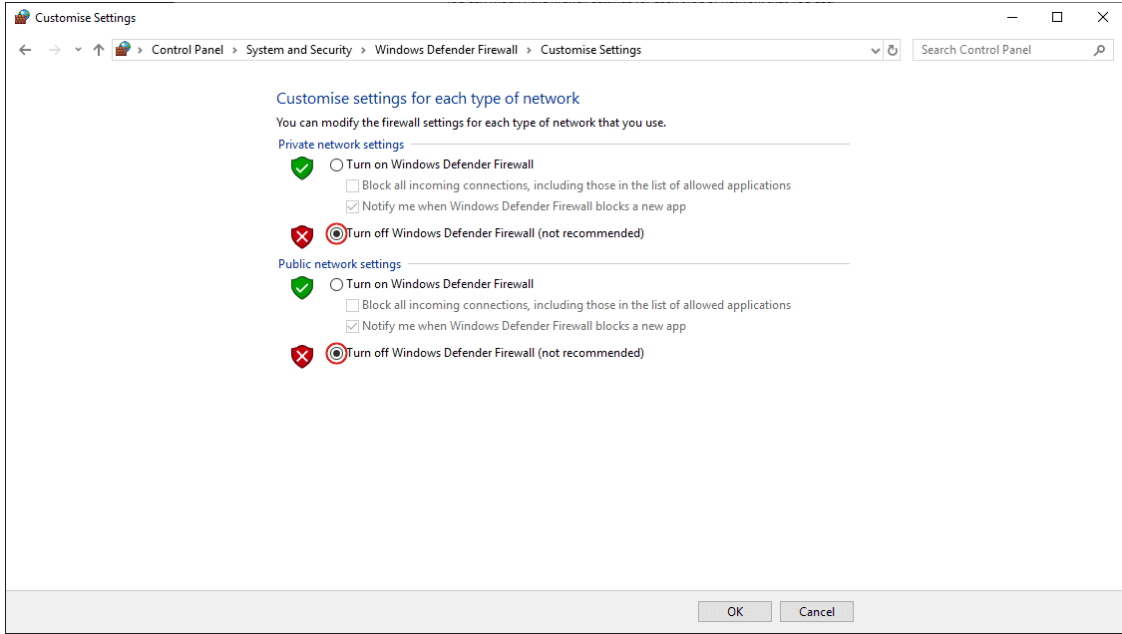 Customise Settings
Control Panel > System and Security > Windows Defender Firewall > Customise Settings
Search Control Panel
Customise settings for each type of network
You can modify the firewall settings for each type of network that you use.
Private network settings
Turn on Windows Defender Firewall
Block all incoming connections, including those in the list of allowed applications
Notify me when Windows Defender Firewall blocks a new app
Turn off Windows Defender Firewall (not recommended)
Public network settings
Turn on Windows Defender Firewall
Block all incoming connections, including those in the list of allowed applications
Notify me when Windows Defender Firewall blocks a new app
Turn off Windows Defender Firewall (not recommended)
OK
Cancel